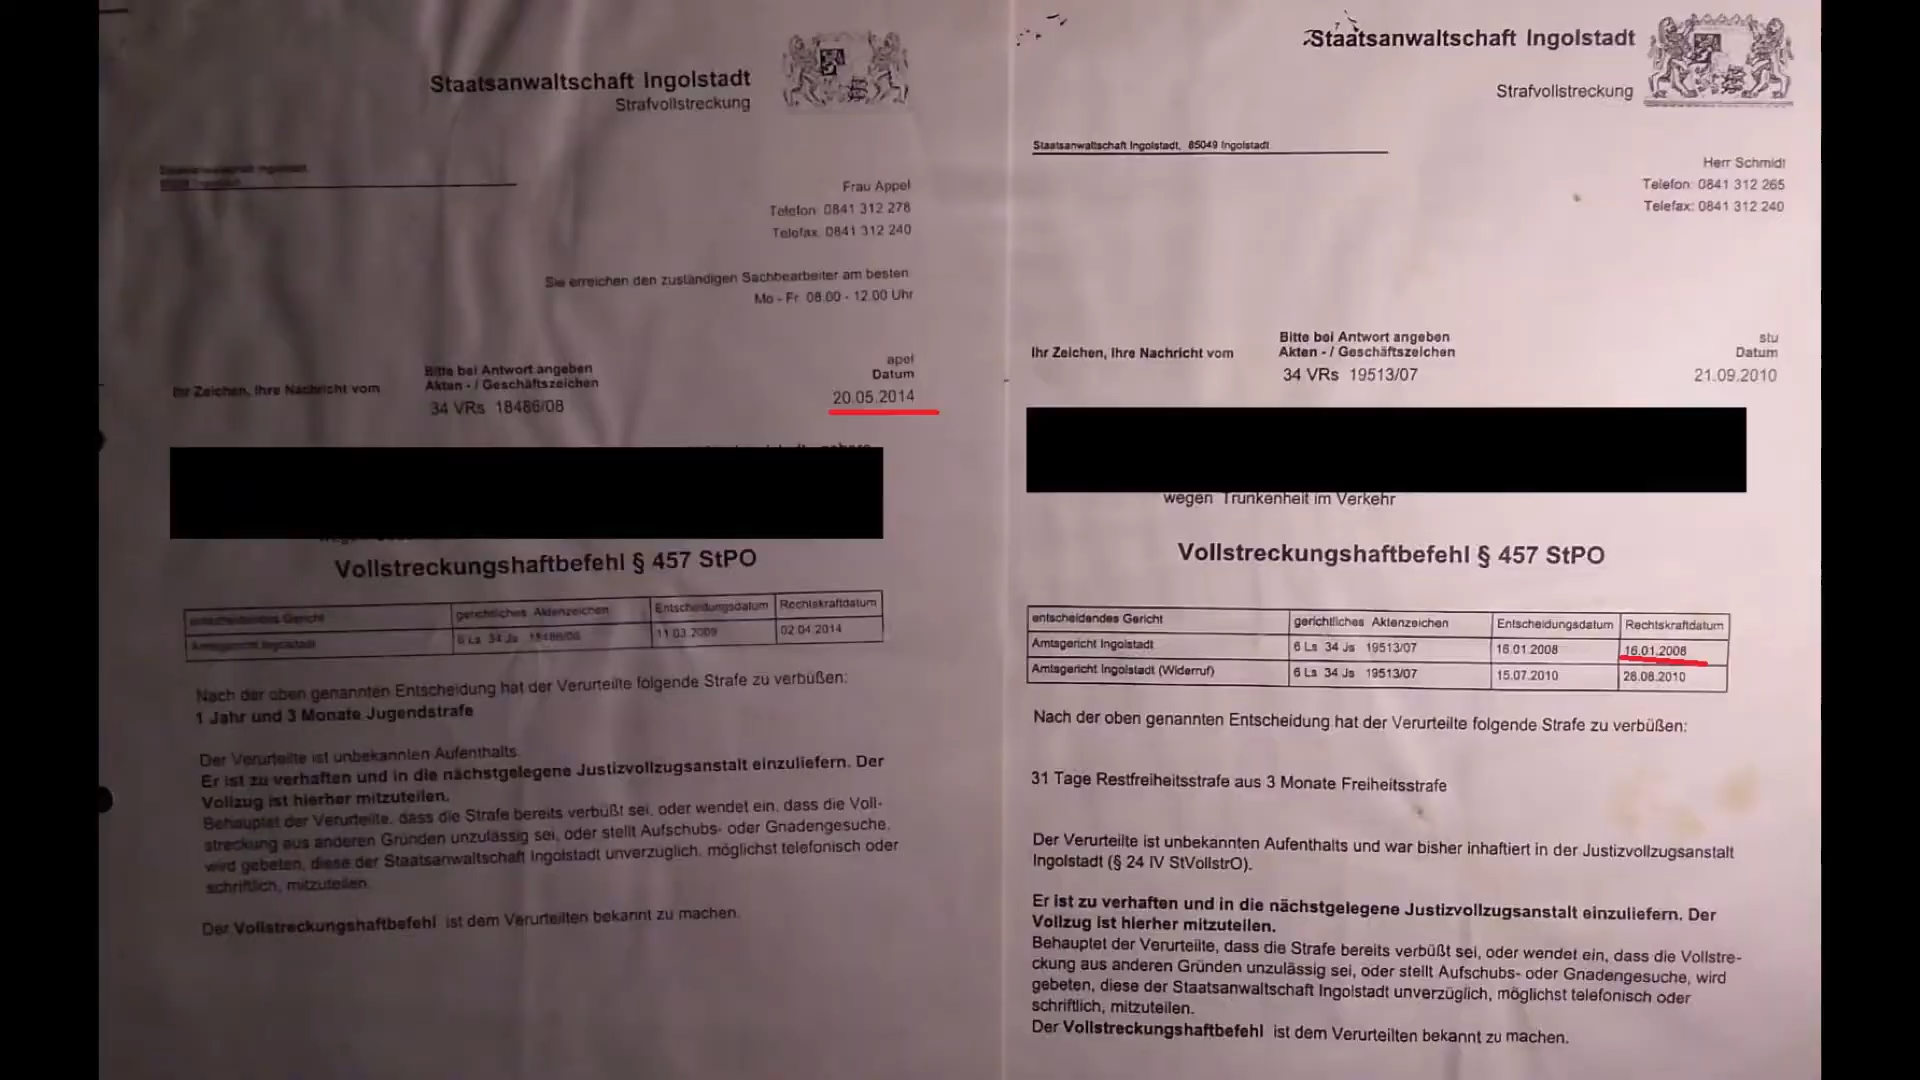 Staatsanwaltschaft Ingolstadt
Strafvollstreckung
Frau Appel
Telefon: 0841 312 278
Telefax: 0841 312 240
Sie erreichen den zuständigen Sachbearbeiter am besten
Mo - Fr 08.00 - 12.00 Uhr
Ihr Zeichen, Ihre Nachricht vom
Bitte bei Antwort angeben
Akten - / Geschäftszeichen
34 VRs 18486/08
apel
Datum
20.05.2014
Vollstreckungshaftbefehl § 457 StPO
entscheidendes Gericht gerichtliches Aktenzeichen Entscheidungsdatum Rechtskraftdatum
Amtsgericht Ingolstadt 6 Ls 34 Js 18486/08 11.03.2009 02.04.2014
Nach der oben genannten Entscheidung hat der Verurteilte folgende Strafe zu verbüßen:
1 Jahr und 3 Monate Jugendstrafe
Der Verurteilte ist unbekannten Aufenthalts.
Er ist zu verhaften und in die nächstgelegene Justizvollzugsanstalt einzuliefern. Der
Vollzug ist hierher mitzuteilen.
Behauptet der Verurteilte, dass die Strafe bereits verbüßt sei, oder wendet ein, dass die Voll-
streckung aus anderen Gründen unzulässig sei, oder stellt Aufschubs- oder Gnadengesuche,
wird gebeten, diese der Staatsanwaltschaft Ingolstadt unverzüglich, möglichst telefonisch oder
schriftlich, mitzuteilen.
Der Vollstreckungshaftbefehl ist dem Verurteilten bekannt zu machen.
Staatsanwaltschaft Ingolstadt
Strafvollstreckung
Staatsanwaltschaft Ingolstadt, 85049 Ingolstadt
Herr Schmidt
Telefon: 0841 312 265
Telefax: 0841 312 240
Ihr Zeichen, Ihre Nachricht vom
Bitte bei Antwort angeben
Akten - / Geschäftszeichen
34 VRs 19513/07
stu
Datum
21.09.2010
wegen Trunkenheit im Verkehr
Vollstreckungshaftbefehl § 457 StPO
entscheidendes Gericht gerichtliches Aktenzeichen Entscheidungsdatum Rechtskraftdatum
Amtsgericht Ingolstadt 6 Ls 34 Js 19513/07 16.01.2008 16.01.2008
Amtsgericht Ingolstadt (Widerruf) 6 Ls 34 Js 19513/07 15.07.2010 28.08.2010
Nach der oben genannten Entscheidung hat der Verurteilte folgende Strafe zu verbüßen:
31 Tage Restfreiheitsstrafe aus 3 Monate Freiheitsstrafe
Der Verurteilte ist unbekannten Aufenthalts und war bisher inhaftiert in der Justizvollzugsanstalt
Ingolstadt (§ 24 IV StVollstrO).
Er ist zu verhaften und in die nächstgelegene Justizvollzugsanstalt einzuliefern. Der
Vollzug ist hierher mitzuteilen.
Behauptet der Verurteilte, dass die Strafe bereits verbüßt sei, oder wendet ein, dass die Vollstre-
ckung aus anderen Gründen unzulässig sei, oder stellt Aufschubs- oder Gnadengesuche, wird
gebeten, diese der Staatsanwaltschaft Ingolstadt unverzüglich, möglichst telefonisch oder
schriftlich, mitzuteilen.
Der Vollstreckungshaftbefehl ist dem Verurteilten bekannt zu machen.